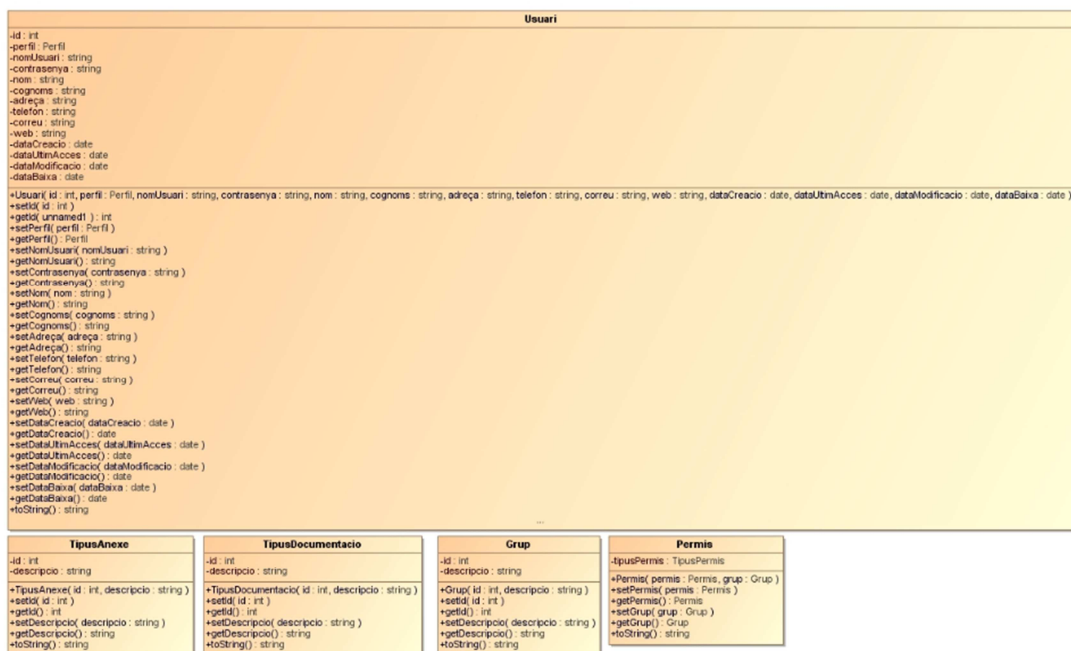 Usuari
-id : int
-perfil : Perfil
-nomUsuari : string
-contrasenya : string
-nom : string
-cognoms : string
-adreça : string
-telefon : string
-correu : string
-web : string
-dataCreacio : date
-dataUltimAcces : date
-dataModificacio : date
-dataBaixa : date
+Usuari( id : int, perfil : Perfil, nomUsuari : string, contrasenya : string, nom : string, cognoms : string, adreça : string, telefon : string, correu : string, web : string, dataCreacio : date, dataUltimAcces : date, dataModificacio : date, dataBaixa : date )
+setId( id : int )
+getId( unnamed1 ) : int
+setPerfil( perfil : Perfil )
+getPerfil() : Perfil
+setNomUsuari( nomUsuari : string )
+getNomUsuari() : string
+setContrasenya( contrasenya : string )
+getContrasenya() : string
+setNom( nom : string )
+getNom() : string
+setCognoms( cognoms : string )
+getCognoms() : string
+setAdreça( adreça : string )
+getAdreça() : string
+setTelefon( telefon : string )
+getTelefon() : string
+setCorreu( correu : string )
+getCorreu() : string
+setWeb( web : string )
+getWeb() : string
+setDataCreacio( dataCreacio : date )
+getDataCreacio() : date
+setDataUltimAcces( dataUltimAcces : date )
+getDataUltimAcces() : date
+setDataModificacio( dataModificacio : date )
+getDataModificacio() : date
+setDataBaixa( dataBaixa : date )
+getDataBaixa() : date
+toString() : string
...
TipusAnexe
-id : int
-descripcio : string
+TipusAnexe( id : int, descripcio : string )
+setId( id : int )
+getId() : int
+setDescripcio( descripcio : string )
+getDescripcio() : string
+toString() : string
TipusDocumentacio
-id : int
-descripcio : string
+TipusDocumentacio( id : int, descripcio : string )
+setId( id : int )
+getId() : int
+setDescripcio( descripcio : string )
+getDescripcio() : string
+toString() : string
Grup
-id : int
-descripcio : string
+Grup( id : int, descripcio : string )
+setId( id : int )
+getId() : int
+setDescripcio( descripcio : string )
+getDescripcio() : string
+toString() : string
Permis
-tipusPermis : TipusPermis
+Permis( permis : Permis, grup : Grup )
+setPermis( permis : Permis )
+getPermis() : Permis
+setGrup( grup : Grup )
+getGrup() : Grup
+toString() : string